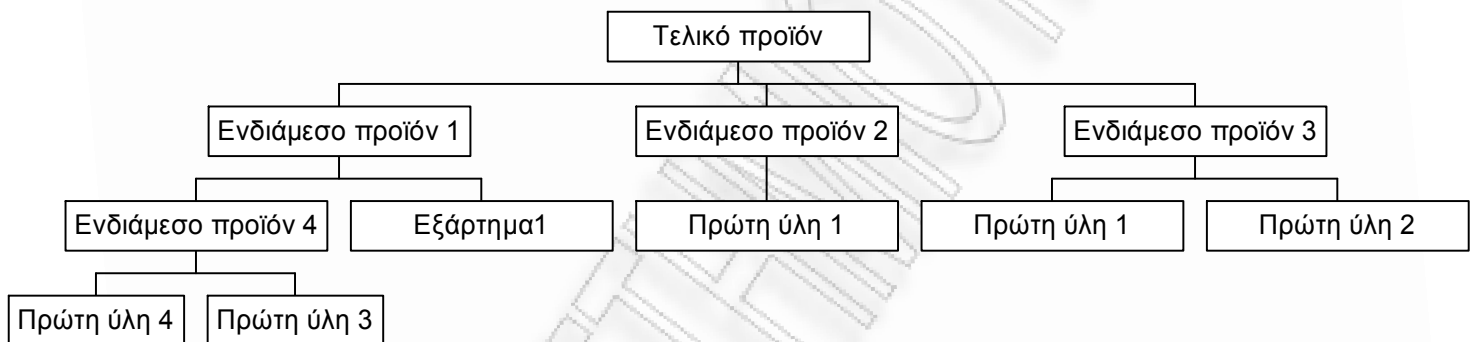 Τελικό προϊόν
Ενδιάμεσο προϊόν 1
Ενδιάμεσο προϊόν 2
Ενδιάμεσο προϊόν 3
Ενδιάμεσο προϊόν 4
Εξάρτημα1
Πρώτη ύλη 1
Πρώτη ύλη 1
Πρώτη ύλη 2
Πρώτη ύλη 4
Πρώτη ύλη 3